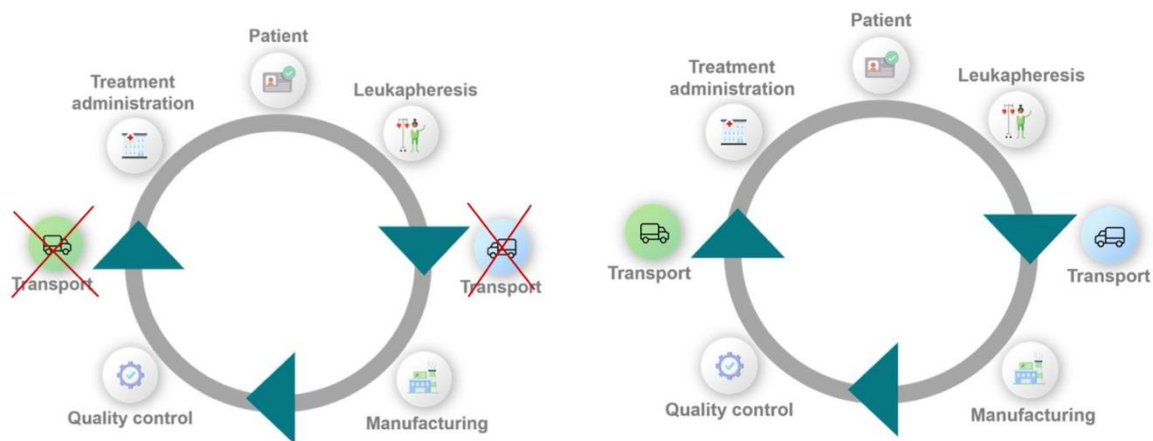 Patient
Treatment
administration
Leukapheresis
Transport
Transport
Quality control
Manufacturing
Patient
Treatment
administration
Leukapheresis
Transport
Transport
Quality control
Manufacturing